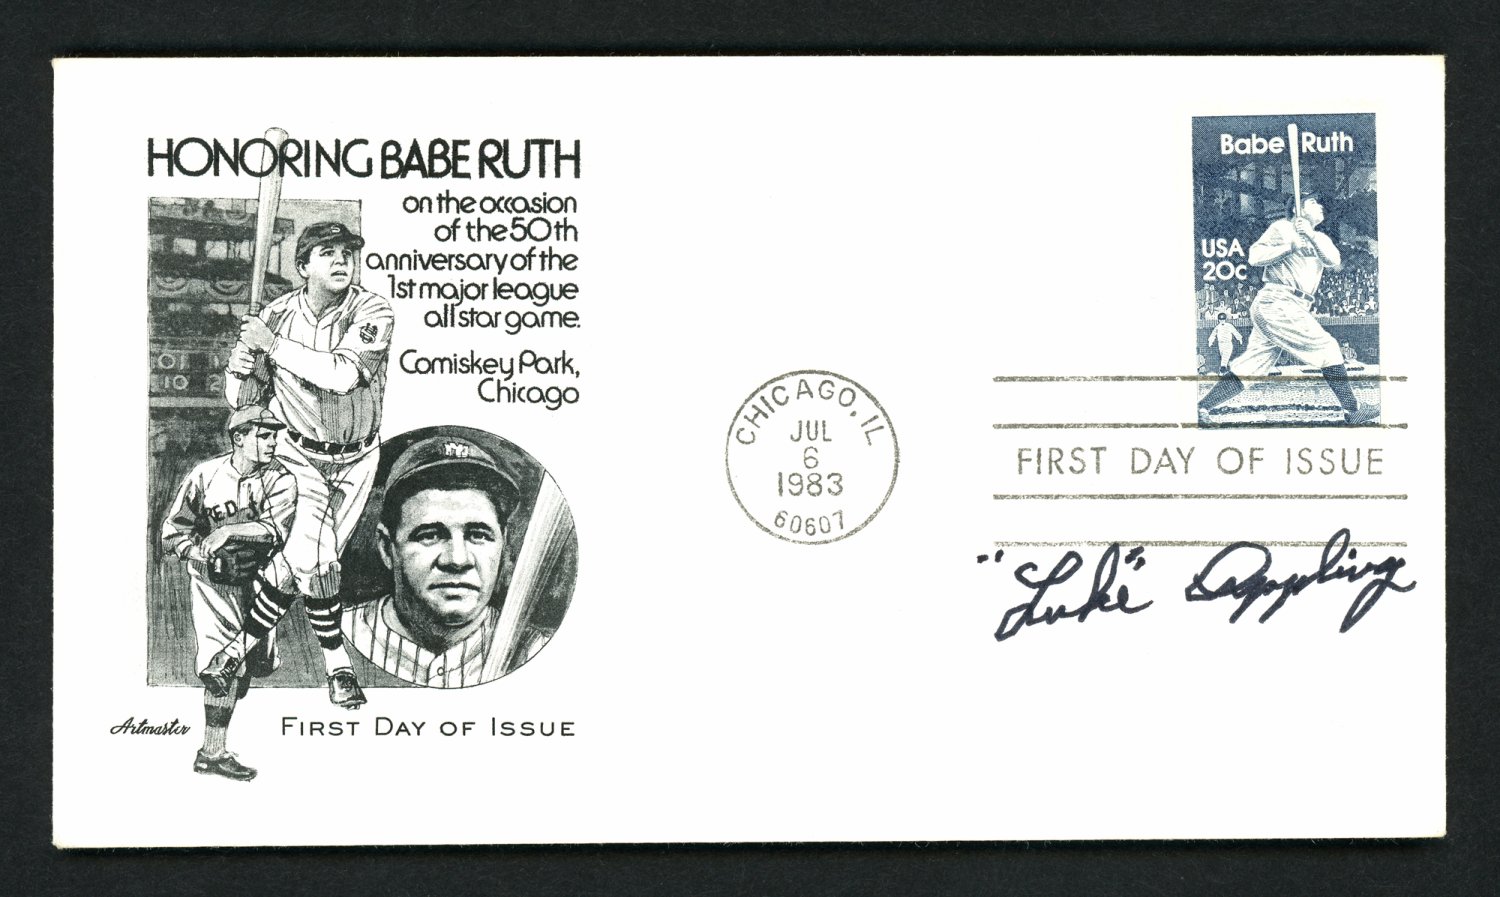 HONORING BABE RUTH
on the occasion
of the 50th
anniversary of the
1st major league
all star game.
Comiskey Park,
Chicago
RED S
Artmaster
FIRST DAY OF ISSUE
CHICAGO, IL
JUL
6
1983
60607
Babe Ruth
USA
20c
FIRST DAY OF ISSUE
"Luke" Appling